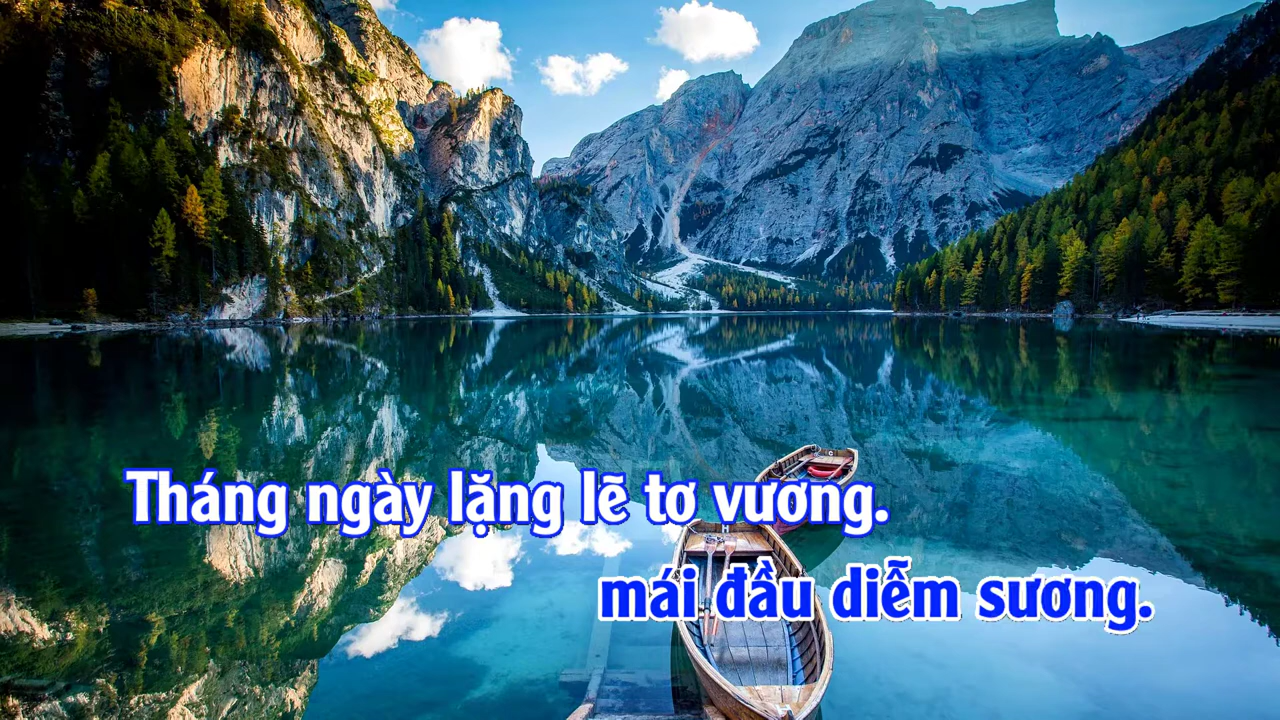 Tháng ngày lặng lẽ tơ vương.
mái đầu diễm sương.